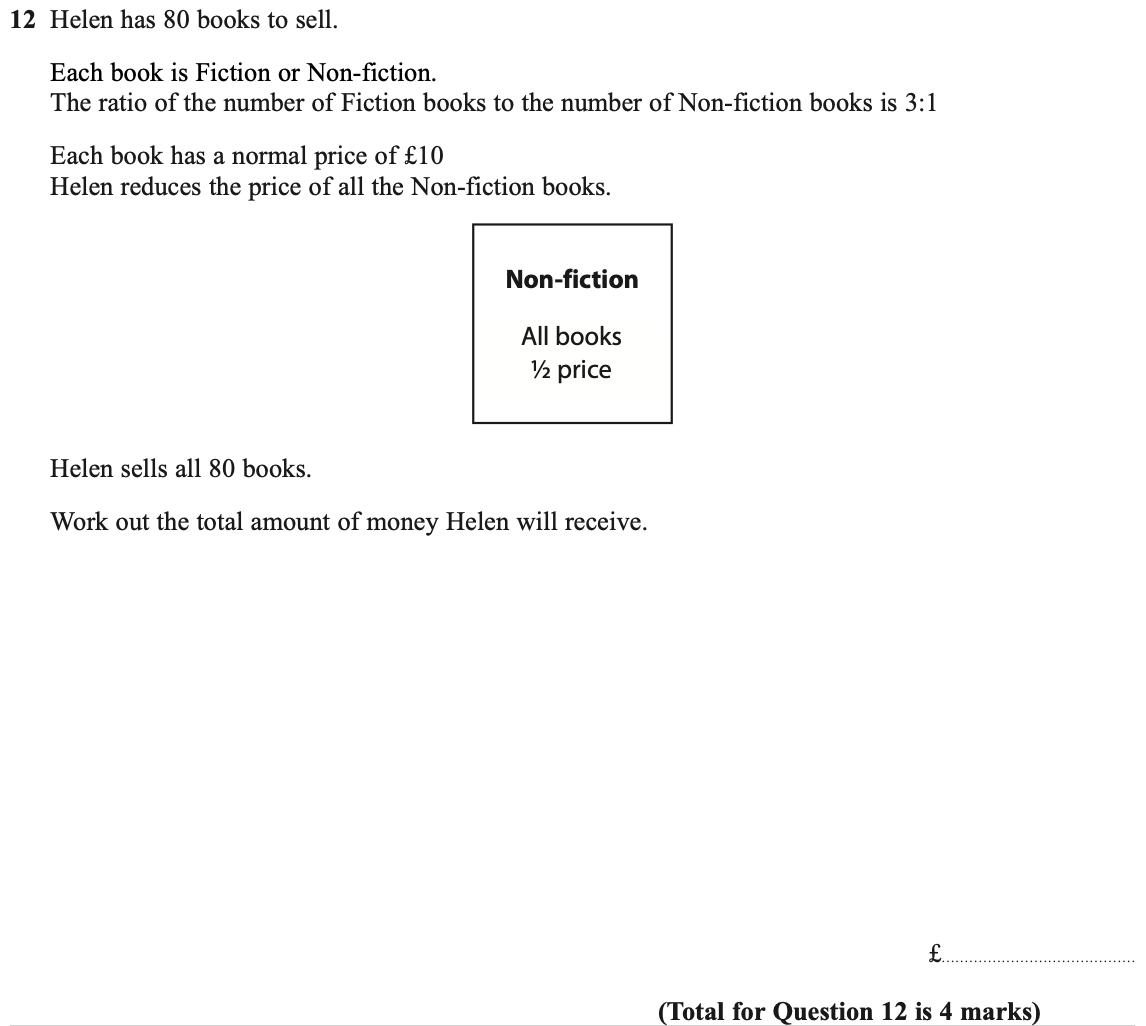 12 Helen has 80 books to sell.
Each book is Fiction or Non-fiction.
The ratio of the number of Fiction books to the number of Non-fiction books is 3:1
Each book has a normal price of £10
Helen reduces the price of all the Non-fiction books.
Non-fiction
All books
½ price
Helen sells all 80 books.
Work out the total amount of money Helen will receive.
£..........................................
(Total for Question 12 is 4 marks)